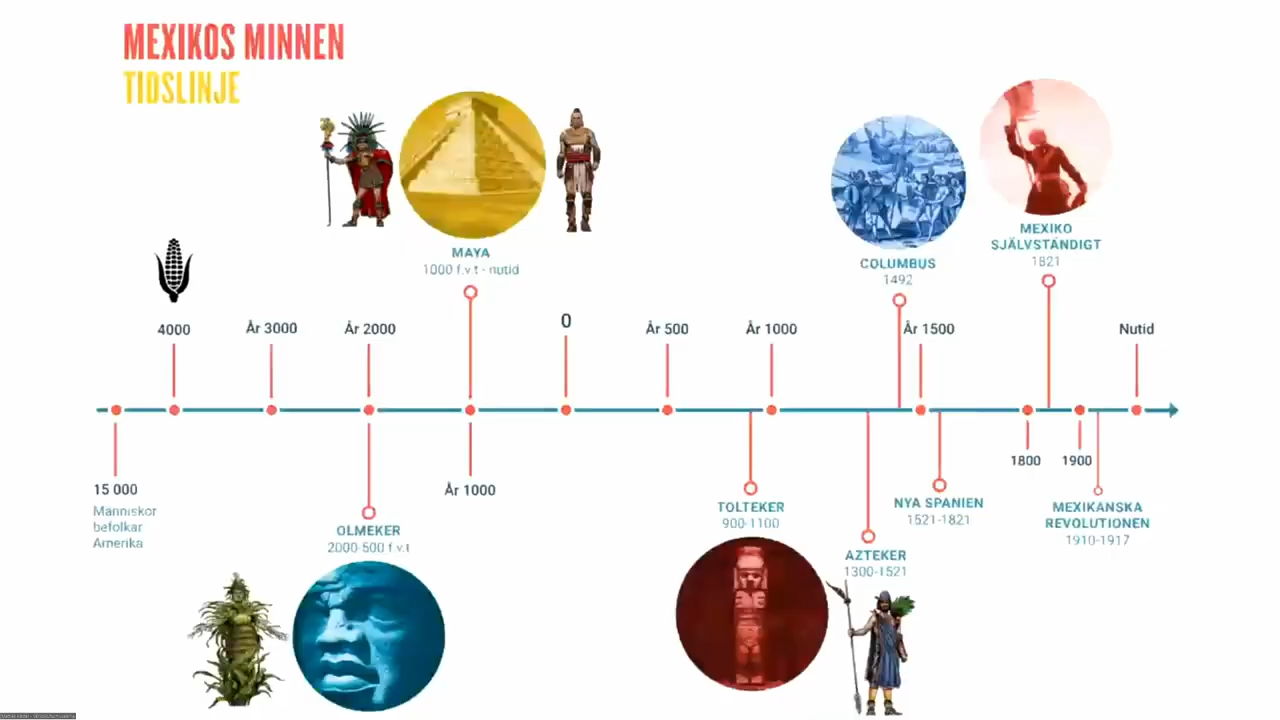 MEXIKOS MINNEN
TIDSLINJE
MAYA
1000 f.v.t - nutid
COLUMBUS
1492
MEXIKO
SJÄLVSTÄNDIGT
1821
4000
År 3000
År 2000
0
År 500
År 1000
År 1500
Nutid
15 000
Människor
befolkar
Amerika
År 1000
OLMEKER
2000-500 f.v.t
TOLTEKER
900-1100
AZTEKER
1300-1521
NYA SPANIEN
1521-1821
1800
1900
MEXIKANSKA
REVOLUTIONEN
1910-1917